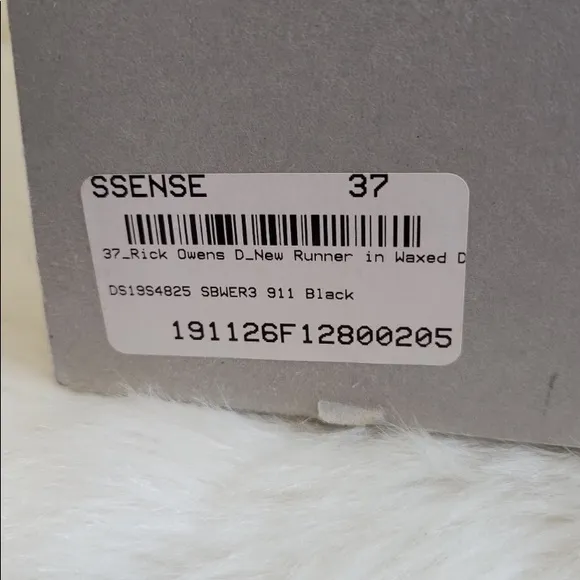 SSENSE 37
37_Rick Owens D_New Runner in Waxed D
DS19S4825 SBWER3 911 Black
191126F12800205